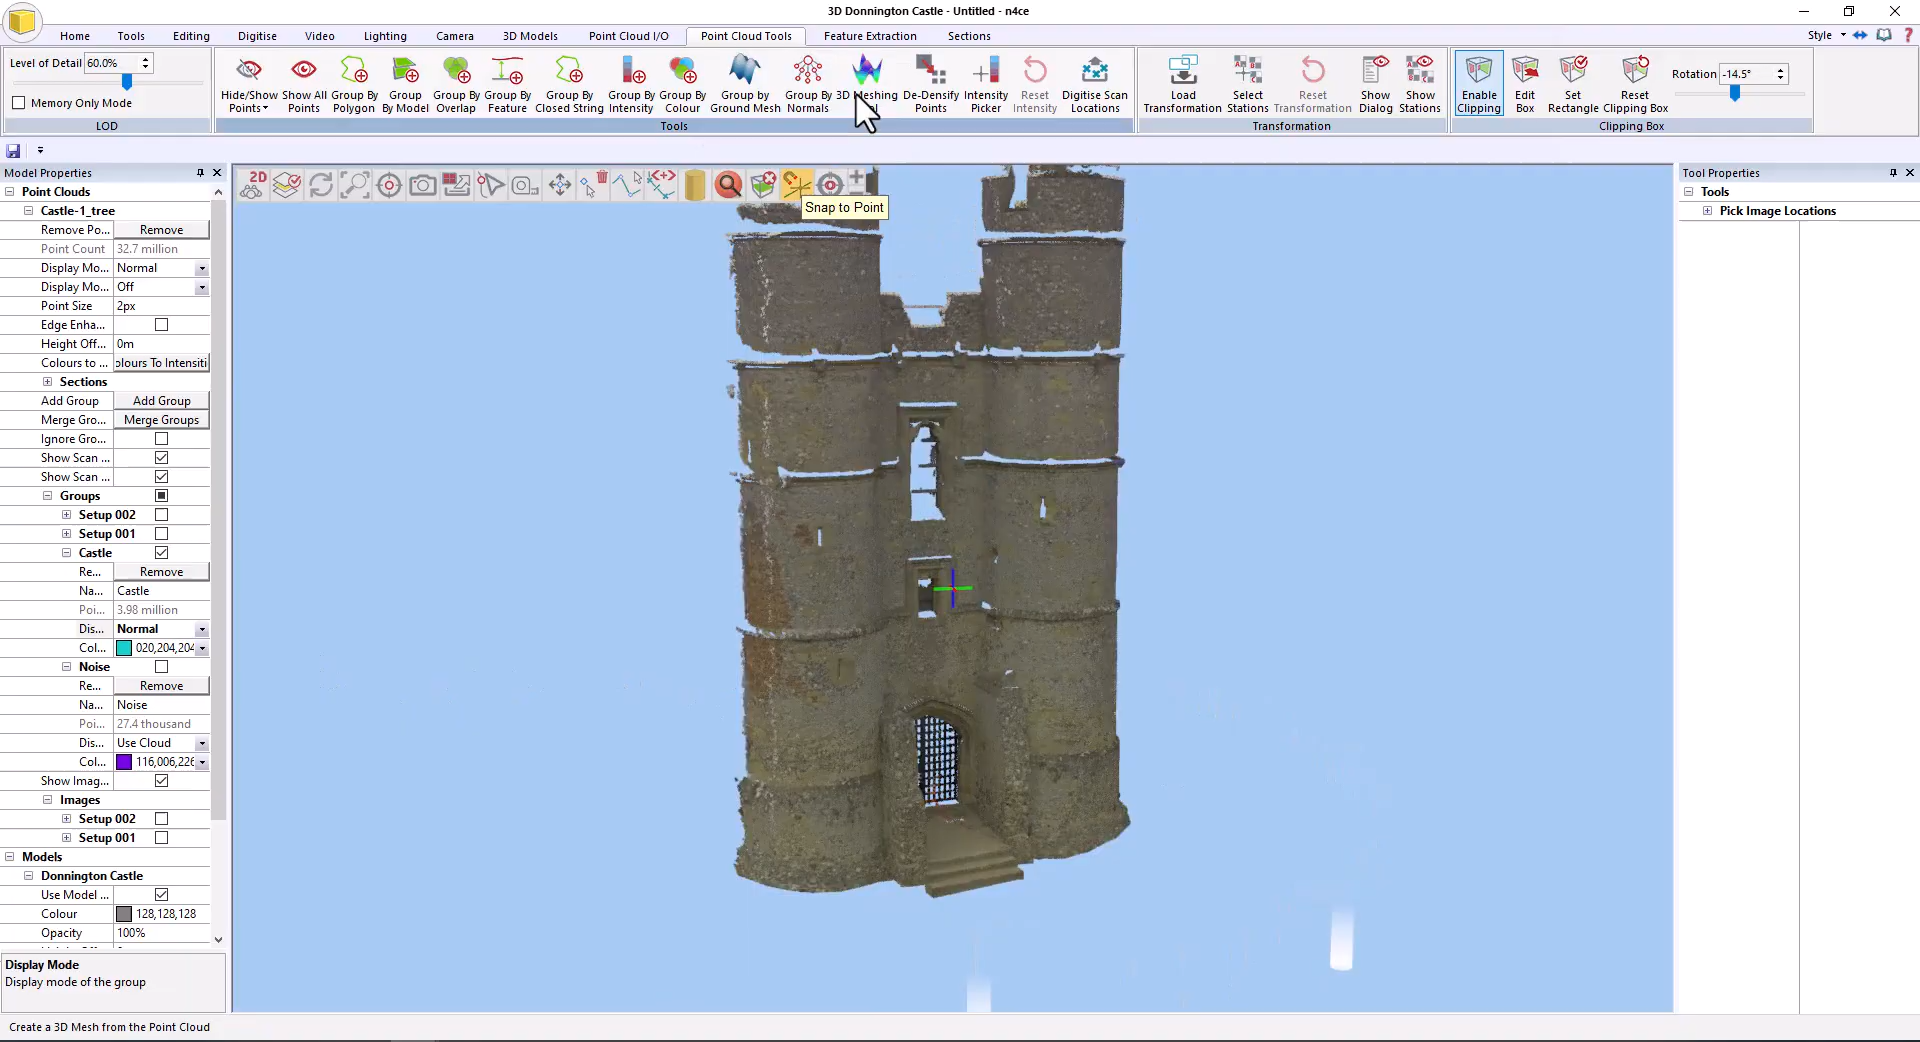 3D Donnington Castle - Untitled - n4ce
Home Tools Editing Digitise Video Lighting Camera 3D Models Point Cloud I/O Point Cloud Tools Feature Extraction Sections Style
Level of Detail 60.0%
Memory Only Mode
LOD
Hide/Show Points
Show All Points
Group By Polygon
Group By Model
Group By Overlap
Group By Feature
Group By Closed String
Group By Intensity
Group By Colour
Group by Ground Mesh
Group By Normals
3D Meshing
De-Densify Points
Intensity Picker
Reset Intensity
Digitise Scan Locations
Tools
Load Transformation
Select Stations
Reset Transformation
Show Dialog
Show Stations
Transformation
Enable Clipping
Edit Box
Set Rectangle
Reset Clipping Box
Rotation -14.5°
Clipping Box
Model Properties
Point Clouds
Castle-1_tree
Remove Po... Remove
Point Count 32.7 million
Display Mo... Normal
Display Mo... Off
Point Size 2px
Edge Enha...
Height Off... 0m
Colours to ... olours To Intensiti
Sections
Add Group Add Group
Merge Gro... Merge Groups
Ignore Gro...
Show Scan ...
Show Scan ...
Groups
Setup 002
Setup 001
Castle
Re... Remove
Na... Castle
Poi... 3.98 million
Dis... Normal
Col... 020,204,204
Noise
Re... Remove
Na... Noise
Poi... 27.4 thousand
Dis... Use Cloud
Col... 116,006,226
Show Imag...
Images
Setup 002
Setup 001
Models
Donnington Castle
Use Model ...
Colour 128,128,128
Opacity 100%
Display Mode
Display mode of the group
Create a 3D Mesh from the Point Cloud
2D
Snap to Point
Tool Properties
Tools
Pick Image Locations